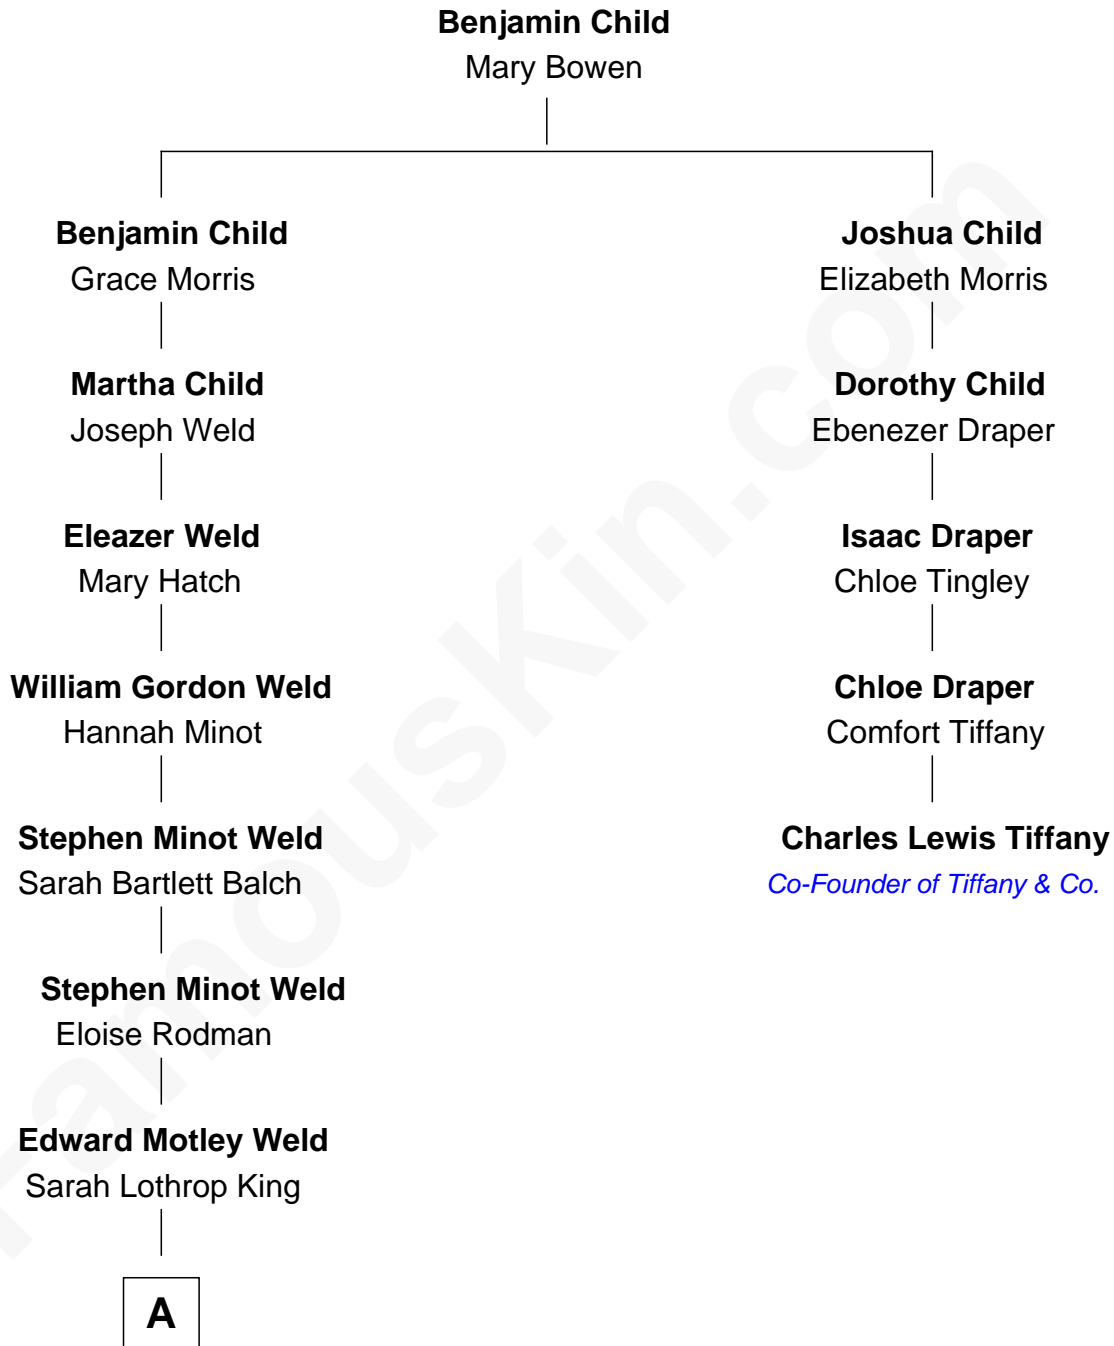 Benjamin Child
Mary Bowen
Benjamin Child
Grace Morris
Joshua Child
Elizabeth Morris
Martha Child
Joseph Weld
Dorothy Child
Ebenezer Draper
Eleazer Weld
Mary Hatch
Isaac Draper
Chloe Tingley
William Gordon Weld
Hannah Minot
Chloe Draper
Comfort Tiffany
Stephen Minot Weld
Sarah Bartlett Balch
Charles Lewis Tiffany
Co-Founder of Tiffany & Co.
Stephen Minot Weld
Eloise Rodman
Edward Motley Weld
Sarah Lothrop King
A
FamousKin.com